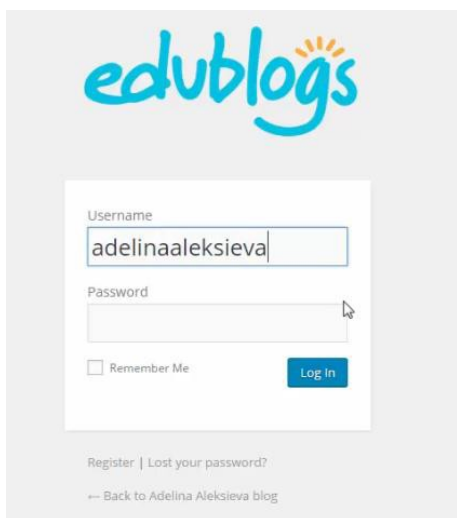 edublogs
Username
adelinaaleksieva
Password
Remember Me
Log In
Register | Lost your password?
← Back to Adelina Aleksieva blog